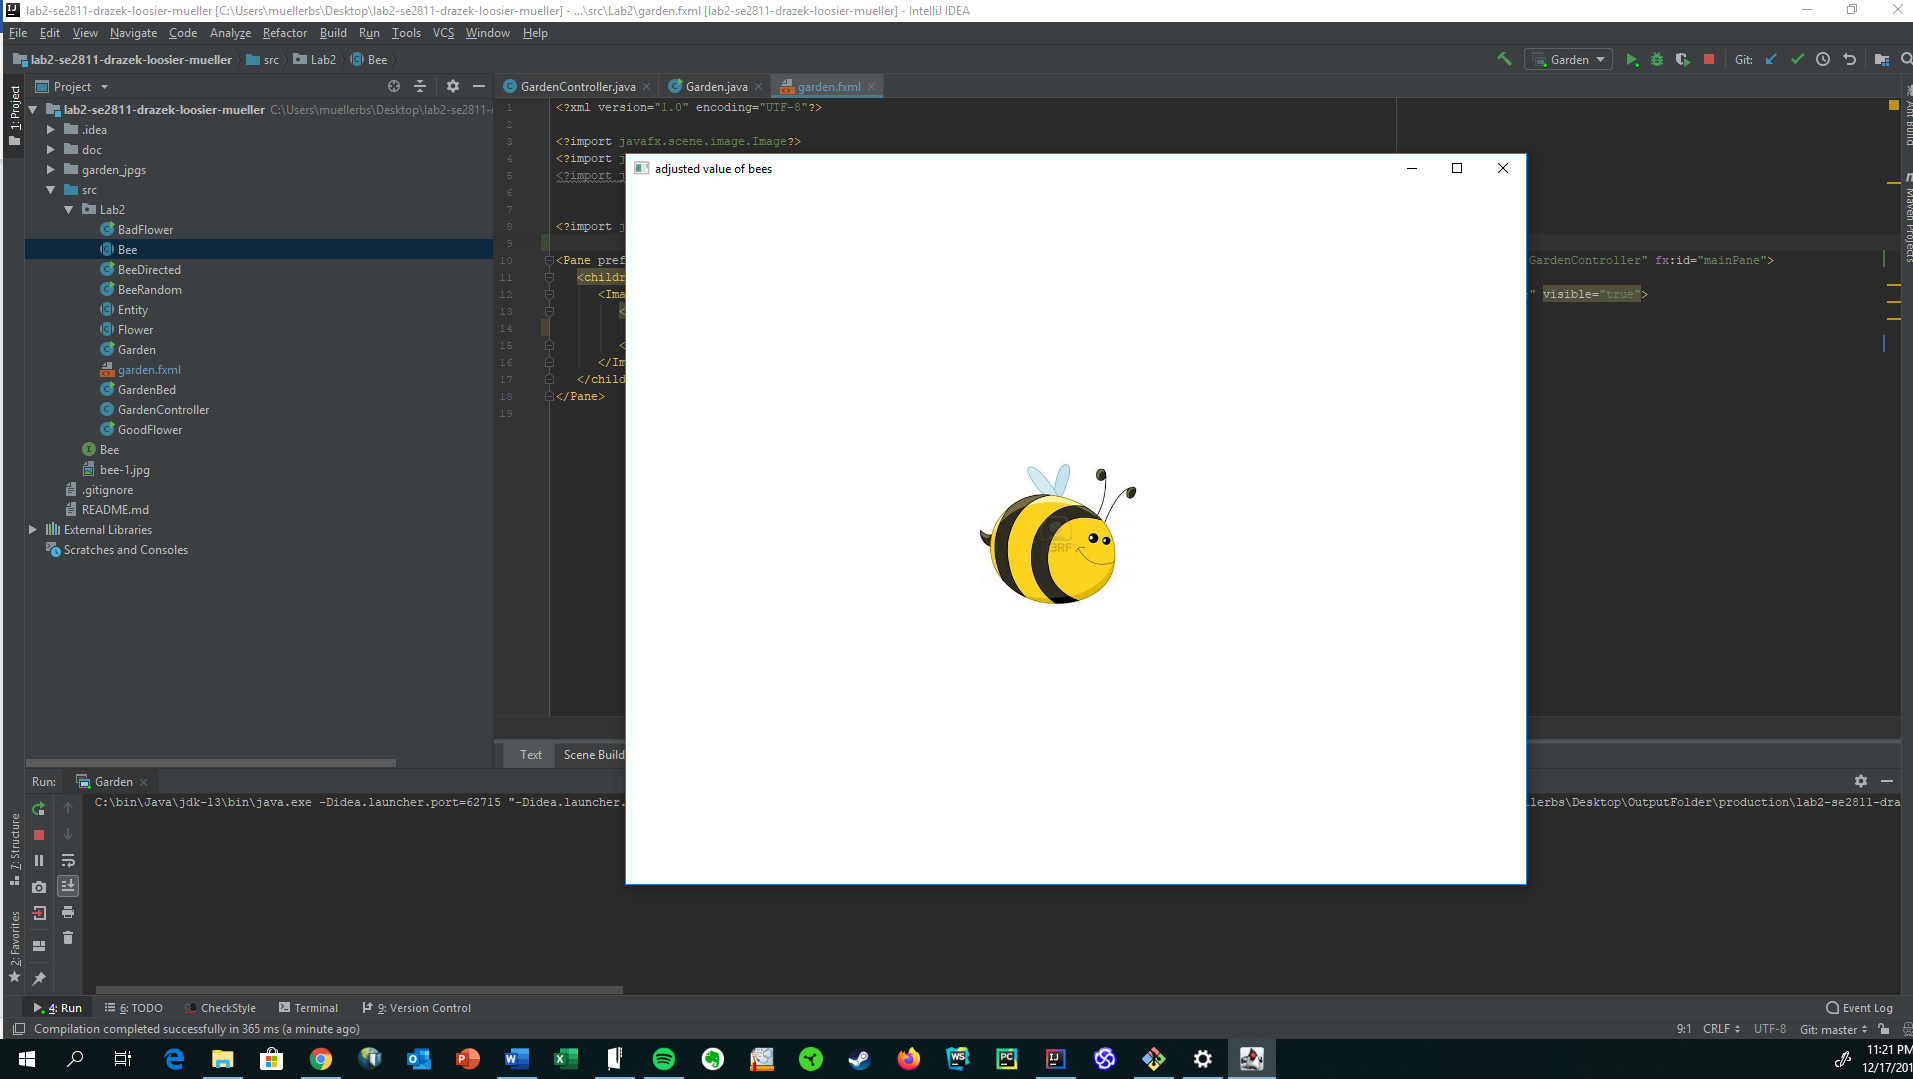 lab2-se2811-drazek-loosier-mueller [C:\Users\muellerbs\Desktop\lab2-se2811-drazek-loosier-mueller] - ...\src\Lab2\garden.fxml [lab2-se2811-drazek-loosier-mueller] - IntelliJ IDEA
File Edit View Navigate Code Analyze Refactor Build Run Tools VCS Window Help
lab2-se2811-drazek-loosier-mueller src Lab2 Bee
Garden Git:
1: Project
Project
GardenController.java Garden.java garden.fxml
lab2-se2811-drazek-loosier-mueller C:\Users\muellerbs\Desktop\lab2-se2811-
.idea
doc
garden_jpgs
src
Lab2
BadFlower
Bee
BeeDirected
BeeRandom
Entity
Flower
Garden
garden.fxml
GardenBed
GardenController
GoodFlower
Bee
bee-1.jpg
.gitignore
README.md
External Libraries
Scratches and Consoles
1 <?xml version="1.0" encoding="UTF-8"?>
2
3 <?import javafx.scene.image.Image?>
4 <?import j
5 <?import j
6
7
8 <?import j
9
10 <Pane pref GardenController" fx:id="mainPane">
11 <childr
12 <Ima " visible="true">
13 <
14
15 <
16 </Im
17 </child
18 </Pane>
19
Ant Build
Maven Projects
adjusted value of bees
Text Scene Build
Run: Garden
C:\bin\Java\jdk-13\bin\java.exe -Didea.launcher.port=62715 "-Didea.launcher. llerbs\Desktop\OutputFolder\production\lab2-se2811-dra
7: Structure
2: Favorites
4: Run 6: TODO CheckStyle Terminal 9: Version Control Event Log
Compilation completed successfully in 365 ms (a minute ago) 9:1 CRLF UTF-8 Git: master
11:21 PM
12/17/201